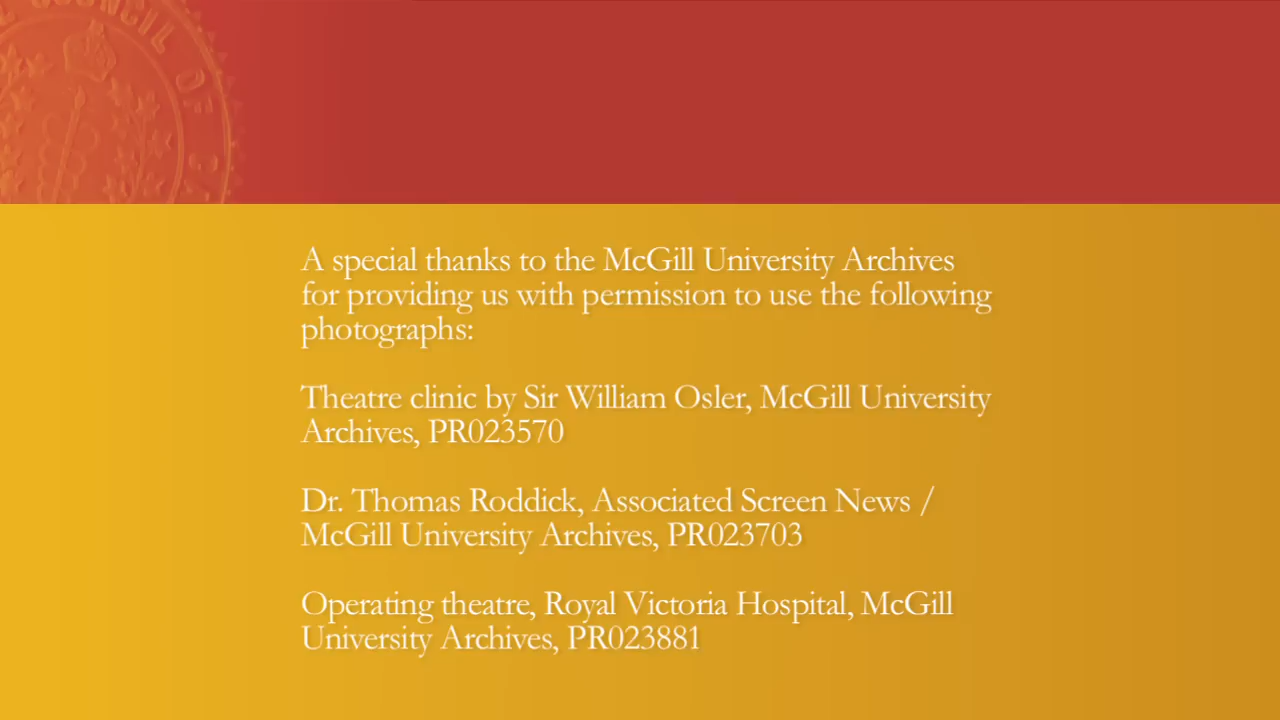 COUNCIL OF
A special thanks to the McGill University Archives
for providing us with permission to use the following
photographs:
Theatre clinic by Sir William Osler, McGill University
Archives, PR023570
Dr. Thomas Roddick, Associated Screen News /
McGill University Archives, PR023703
Operating theatre, Royal Victoria Hospital, McGill
University Archives, PR023881